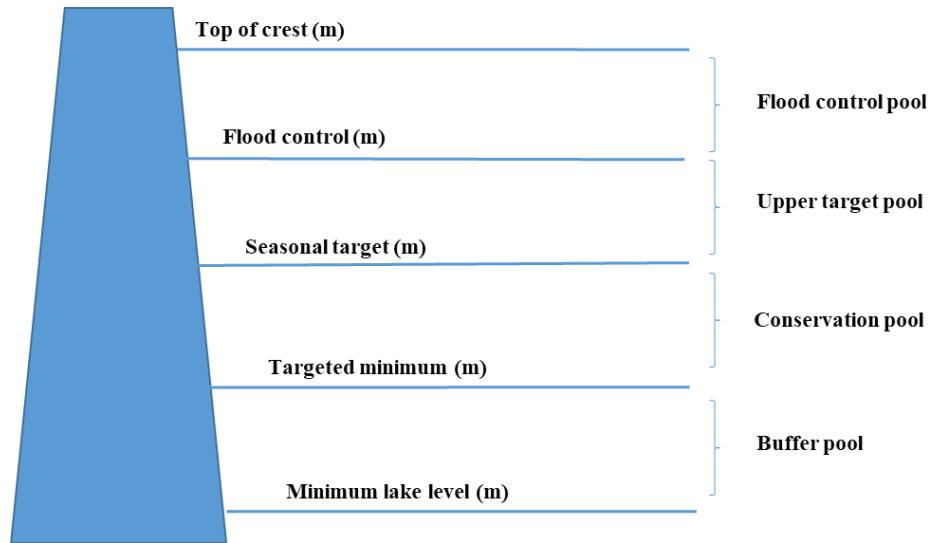 Top of crest (m)
Flood control pool
Flood control (m)
Upper target pool
Seasonal target (m)
Conservation pool
Targeted minimum (m)
Buffer pool
Minimum lake level (m)